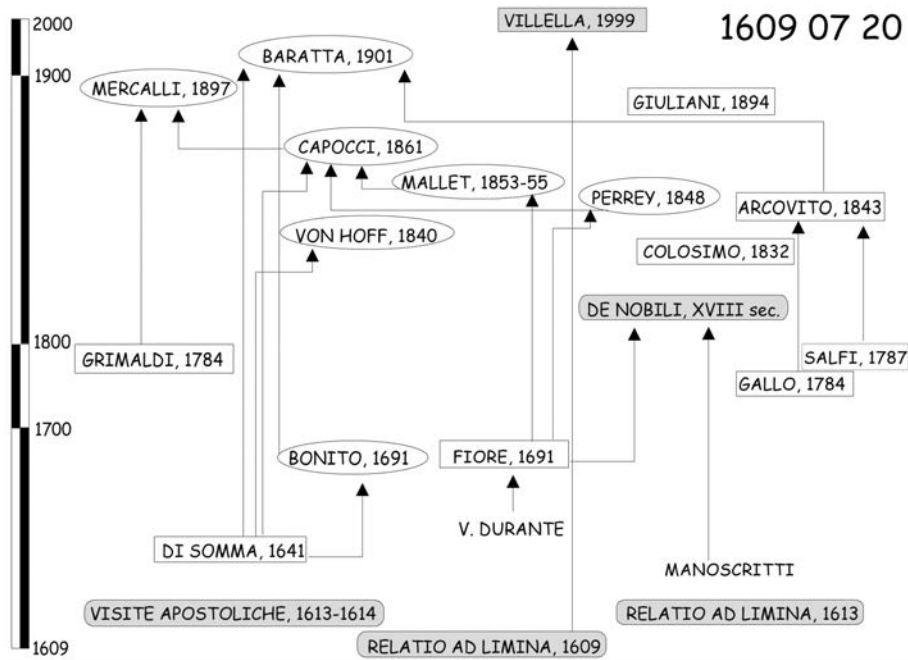 2000
VILLELLA, 1999
1609 07 20
BARATTA, 1901
1900
MERCALLI, 1897
GIULIANI, 1894
CAPOCCI, 1861
MALLET, 1853-55
PERREY, 1848
ARCOVITO, 1843
VON HOFF, 1840
COLOSIMO, 1832
DE NOBILI, XVIII sec.
1800
GRIMALDI, 1784
SALFI, 1787
GALLO, 1784
1700
BONITO, 1691
FIORE, 1691
V. DURANTE
DI SOMMA, 1641
MANOSCRITTI
VISITE APOSTOLICHE, 1613-1614
RELATIO AD LIMINA, 1613
RELATIO AD LIMINA, 1609
1609